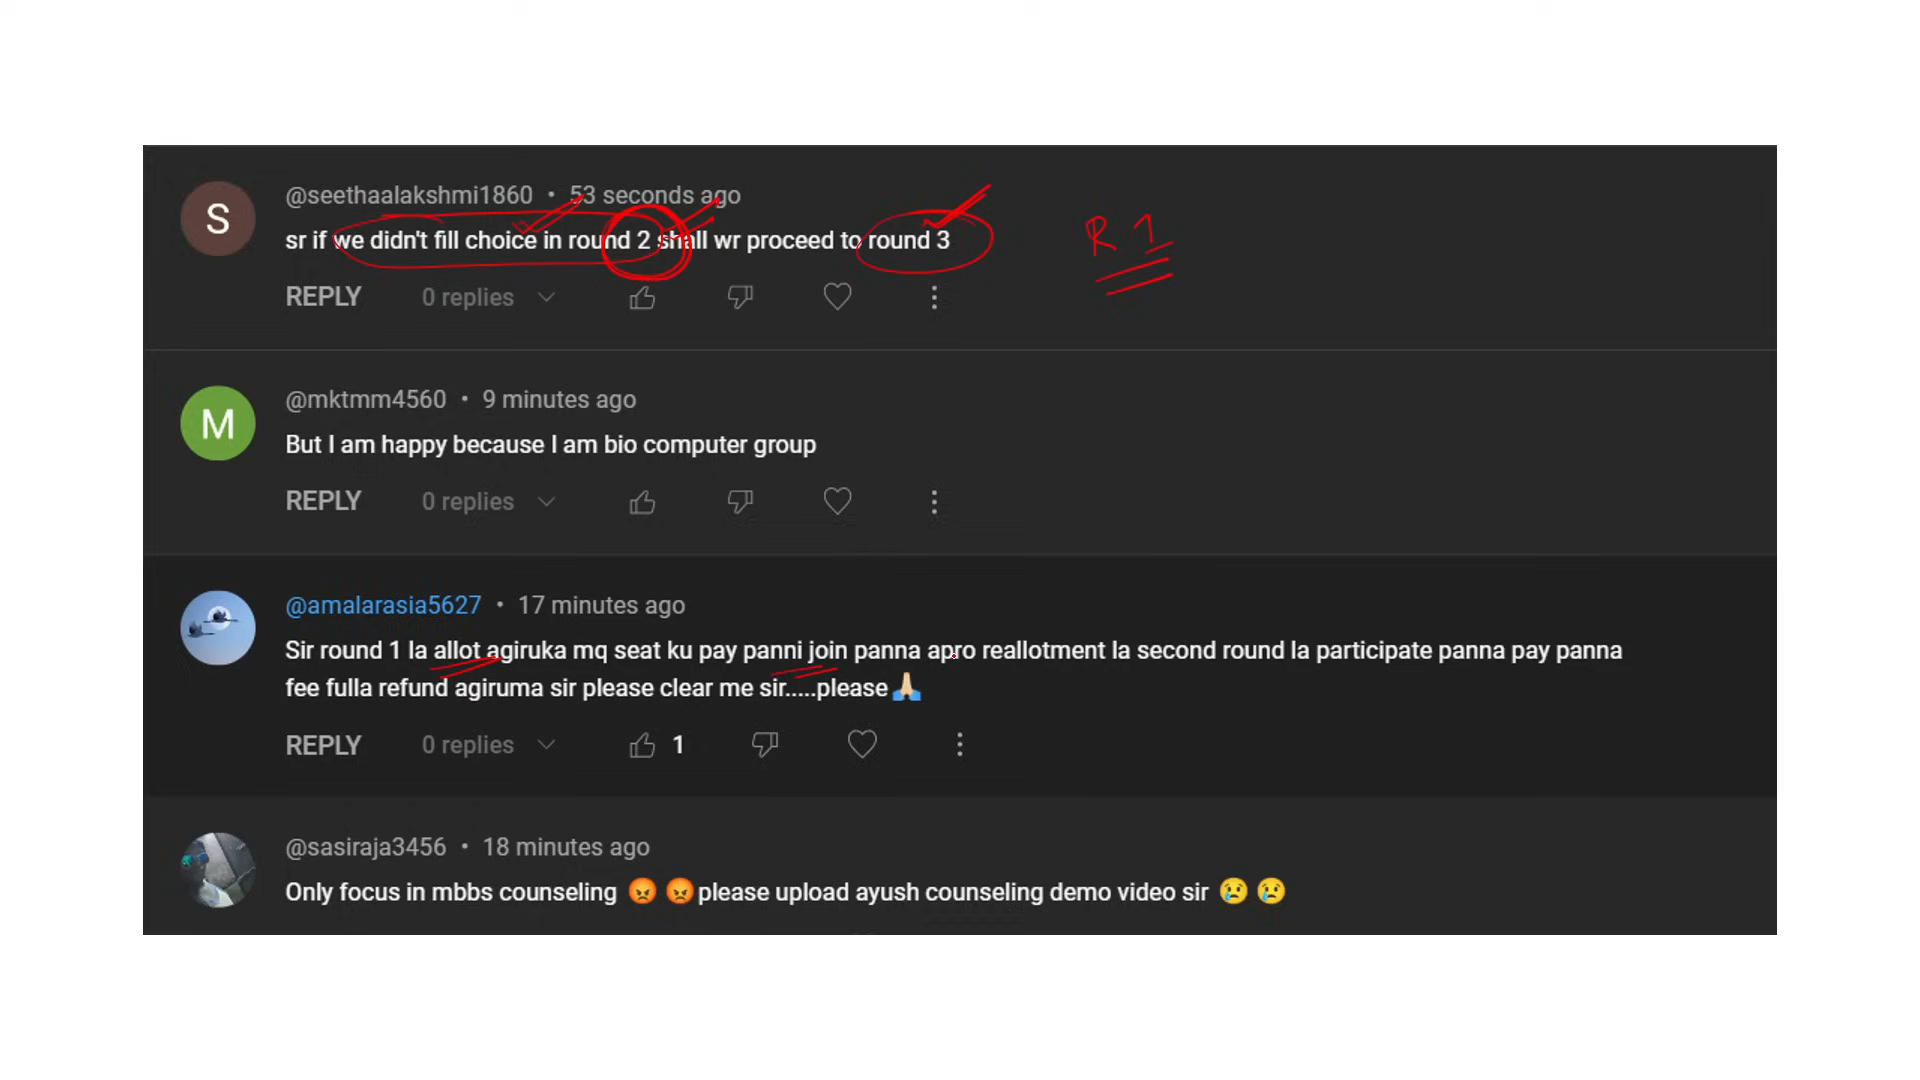 S
@seethaalakshmi1860 • 53 seconds ago
sr if we didn't fill choice in round 2 shall wr proceed to round 3
R 1
REPLY 0 replies
M
@mktmm4560 • 9 minutes ago
But I am happy because I am bio computer group
REPLY 0 replies
@amalarasia5627 • 17 minutes ago
Sir round 1 la allot agiruka mq seat ku pay panni join panna apro reallotment la second round la participate panna pay panna
fee fulla refund agiruma sir please clear me sir.....please🙏🏻
REPLY 0 replies 1
@sasiraja3456 • 18 minutes ago
Only focus in mbbs counseling 😡 😡please upload ayush counseling demo video sir 😢 😢